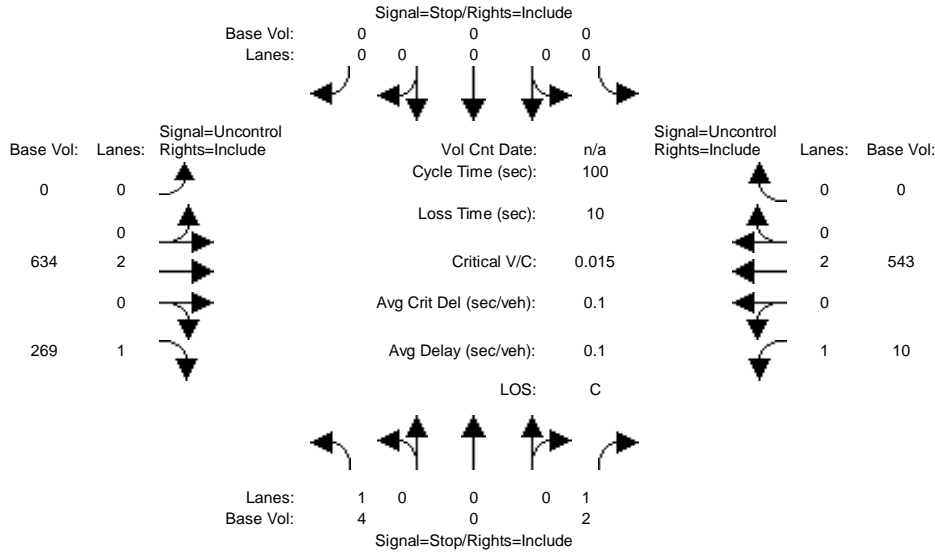 Signal=Stop/Rights=Include
Base Vol: 0 0 0
Lanes: 0 0 0 0 0
Signal=Uncontrol
Base Vol: Lanes: Rights=Include
Vol Cnt Date: n/a
Signal=Uncontrol
Rights=Include Lanes: Base Vol:
Cycle Time (sec): 100
0 0
0 0
Loss Time (sec): 10
0
0
634 2
Critical V/C: 0.015
2 543
0
Avg Crit Del (sec/veh): 0.1
0
269 1
Avg Delay (sec/veh): 0.1
1 10
LOS: C
Lanes: 1 0 0 0 1
Base Vol: 4 0 2
Signal=Stop/Rights=Include